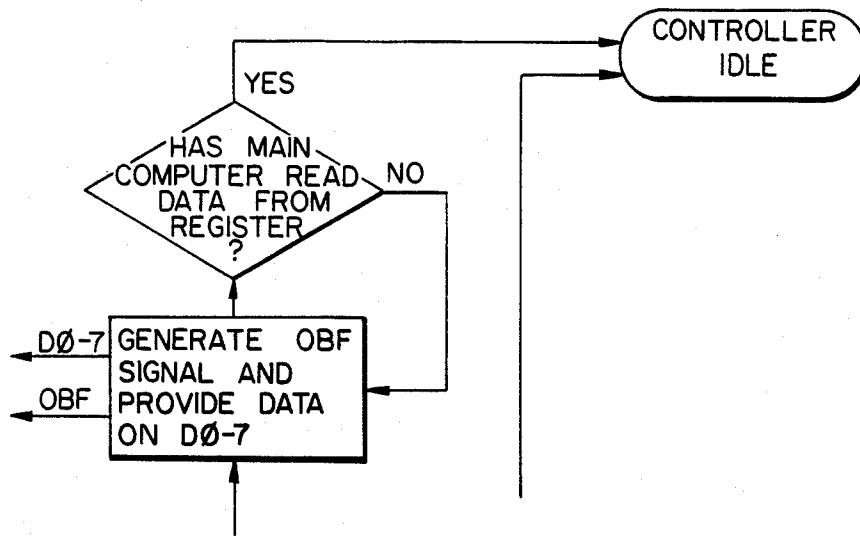 CONTROLLER
IDLE
YES
HAS MAIN
COMPUTER READ
DATA FROM
REGISTER
?
NO
DØ-7
OBF
GENERATE OBF
SIGNAL AND
PROVIDE DATA
ON DØ-7